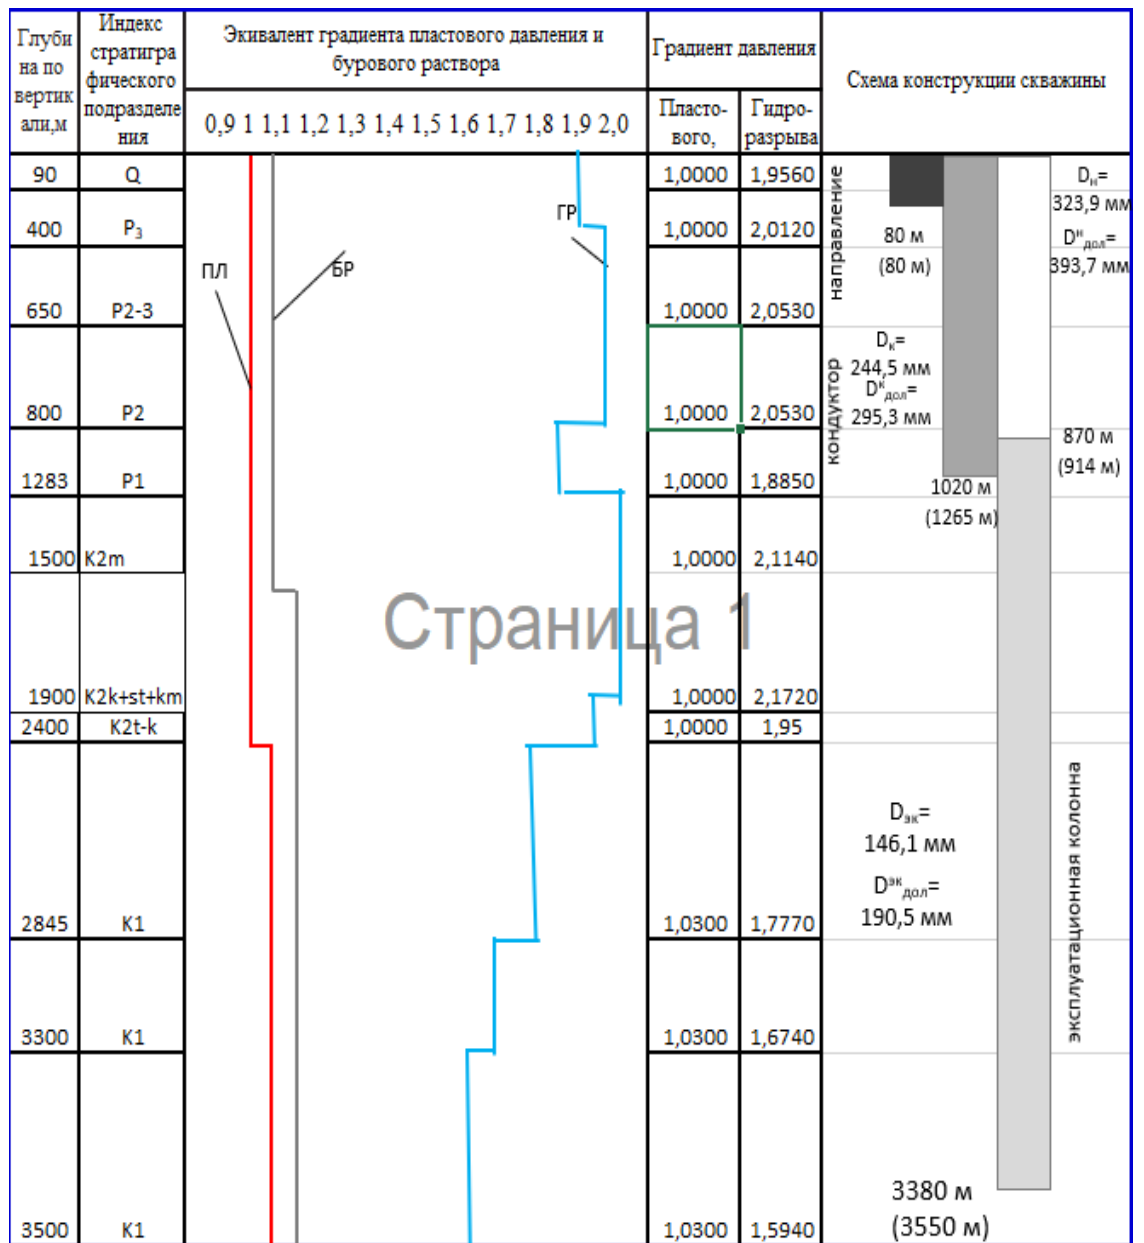 Глуби
на по
вертик
али,м
Индекс
стратигра
фического
подразделе
ния
Экивалент градиента пластового давления и
бурового раствора
0,9 1 1,1 1,2 1,3 1,4 1,5 1,6 1,7 1,8 1,9 2,0
Градиент давления
Пласто-
вого,
Гидро-
разрыва
Схема конструкции скважины
90 Q 1,0000 1,9560
400 P₃ 1,0000 2,0120
650 P2-3 1,0000 2,0530
800 P2 1,0000 2,0530
1283 P1 1,0000 1,8850
1500 K2m 1,0000 2,1140
1900 K2k+st+km 1,0000 2,1720
2400 K2t-k 1,0000 1,95
2845 K1 1,0300 1,7770
3300 K1 1,0300 1,6740
3500 K1 1,0300 1,5940
ПЛ
БР
ГР
Страница 1
направление
80 м
(80 м)
Dн=
323,9 мм
Dндол=
393,7 мм
кондуктор
Dк=
244,5 мм
Dкдол=
295,3 мм
870 м
(914 м)
1020 м
(1265 м)
Dэк=
146,1 мм
Dэкдол=
190,5 мм
эксплуатационная колонна
3380 м
(3550 м)